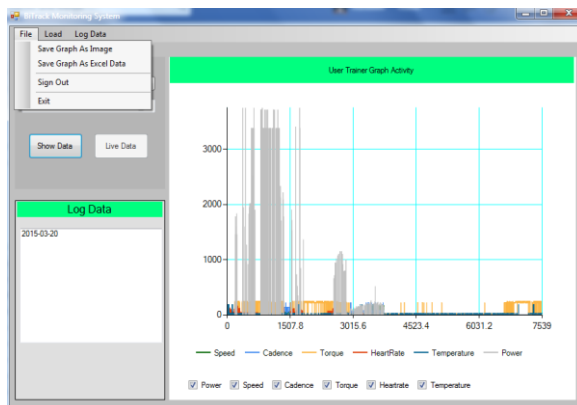 BiTrack Monitoring System
File Load Log Data
Save Graph As Image
Save Graph As Excel Data
Sign Out
Exit
Show Data Live Data
Log Data
2015-03-20
User Trainer Graph Activity
3000
2000
1000
0
0 1507.8 3015.6 4523.4 6031.2 7539
Speed Cadence Torque HeartRate Temperature Power
Power Speed Cadence Torque Heartrate Temperature